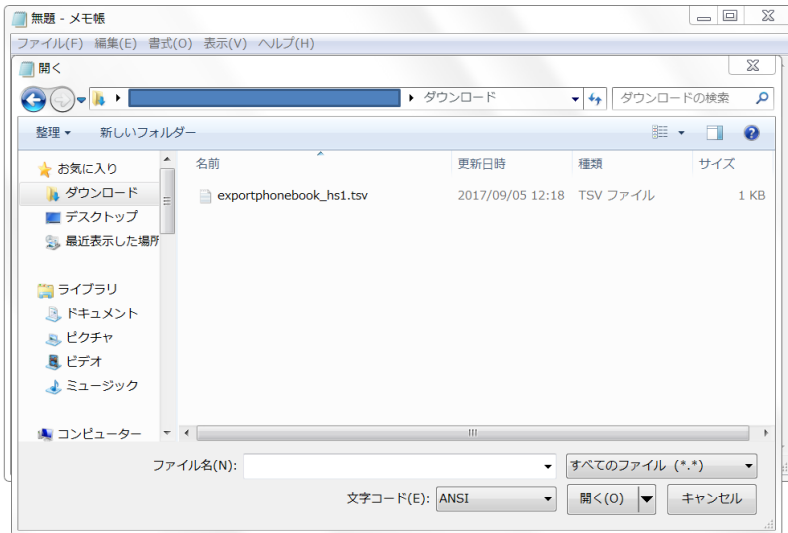 無題 - メモ帳
ファイル(F) 編集(E) 書式(O) 表示(V) ヘルプ(H)
開く
ダウンロード
ダウンロードの検索
整理
新しいフォルダー
お気に入り
ダウンロード
デスクトップ
最近表示した場所
ライブラリ
ドキュメント
ピクチャ
ビデオ
ミュージック
コンピューター
名前 更新日時 種類 サイズ
exportphonebook_hs1.tsv 2017/09/05 12:18 TSV ファイル 1 KB
ファイル名(N): すべてのファイル (*.*)
文字コード(E): ANSI 開く(O) キャンセル